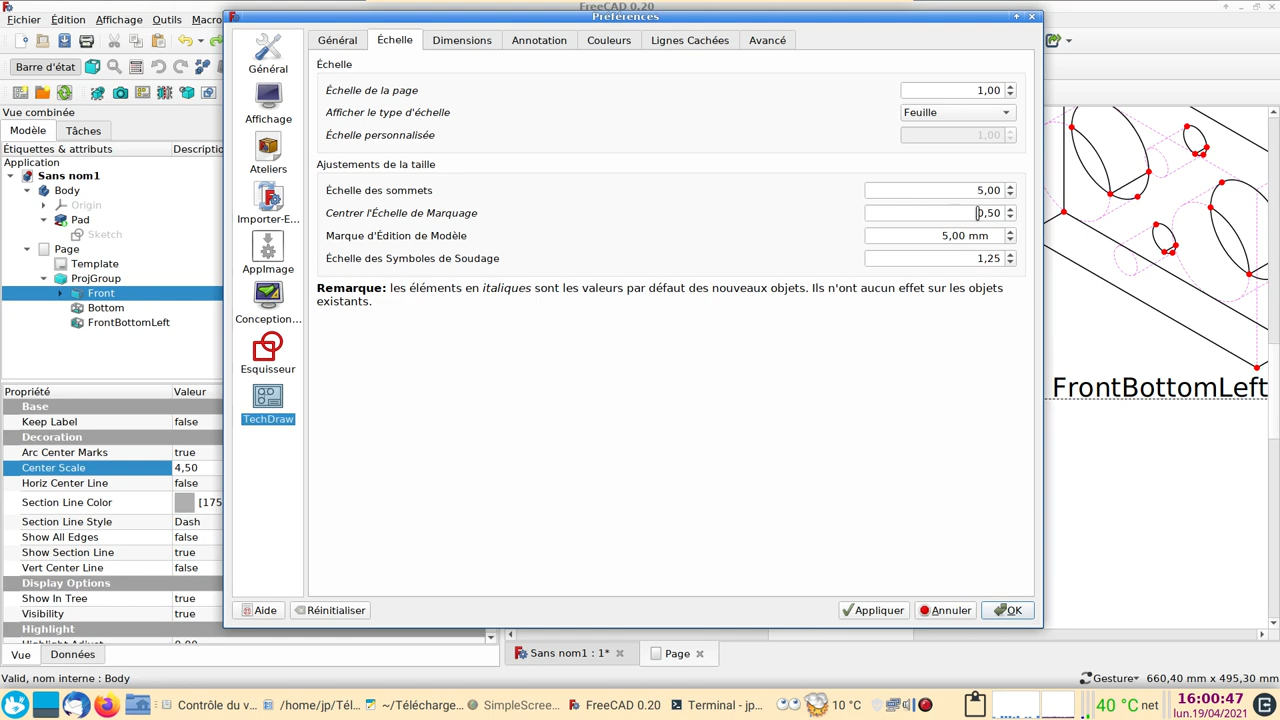 FreeCAD 0.20
Fichier Édition Affichage Outils Macro
Préférences
Barre d'état
Vue combinée
Modèle Tâches
Étiquettes & attributs Descriptio
Application
Sans nom1
Body
Origin
Pad
Sketch
Page
Template
ProjGroup
Front
Bottom
FrontBottomLeft
Propriété Valeur
Base
Keep Label false
Decoration
Arc Center Marks true
Center Scale 4,50
Horiz Center Line false
Section Line Color [175
Section Line Style Dash
Show All Edges false
Show Section Line true
Vert Center Line false
Display Options
Show In Tree true
Visibility true
Highlight
Vue Données
Général
Affichage
Ateliers
Importer-E...
AppImage
Conception...
Esquisseur
TechDraw
Général Échelle Dimensions Annotation Couleurs Lignes Cachées Avancé
Échelle
Échelle de la page 1,00
Afficher le type d'échelle Feuille
Échelle personnalisée 1,00
Ajustements de la taille
Échelle des sommets 5,00
Centrer l'Échelle de Marquage 0,50
Marque d'Édition de Modèle 5,00 mm
Échelle des Symboles de Soudage 1,25
Remarque: les éléments en italiques sont les valeurs par défaut des nouveaux objets. Ils n'ont aucun effet sur les objets
existants.
Aide Réinitialiser Appliquer Annuler OK
FrontBottomLeft
Sans nom1 : 1* Page
Valid, nom interne : Body Gesture 660,40 mm x 495,30 mm
Contrôle du v... /home/jp/Tél... ~/Télécharge... SimpleScree... FreeCAD 0.20 Terminal - jp... 10 °C 40 °C net 16:00:47
lun.19/04/2021